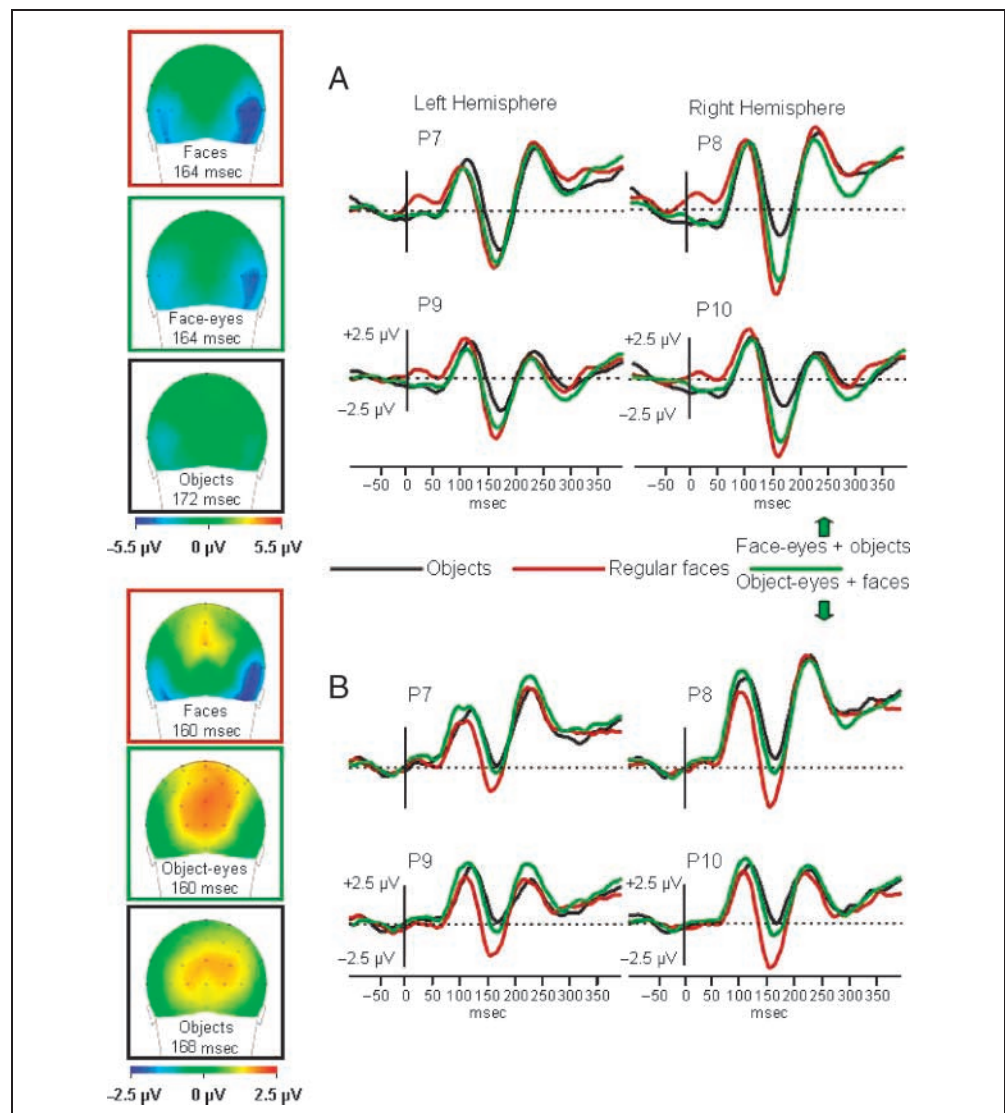 Faces
164 msec
Face-eyes
164 msec
Objects
172 msec
–5.5 µV 0 µV 5.5 µV
A
Left Hemisphere
Right Hemisphere
P7
P8
P9
P10
+2.5 µV
–2.5 µV
+2.5 µV
–2.5 µV
–50 0 50 100 150 200 250 300 350
msec
–50 0 50 100 150 200 250 300 350
msec
Objects
Regular faces
Face-eyes + objects
Object-eyes + faces
Faces
160 msec
Object-eyes
160 msec
Objects
168 msec
–2.5 µV 0 µV 2.5 µV
B
P7
P8
P9
P10
+2.5 µV
–2.5 µV
+2.5 µV
–2.5 µV
–50 0 50 100 150 200 250 300 350
msec
–50 0 50 100 150 200 250 300 350
msec